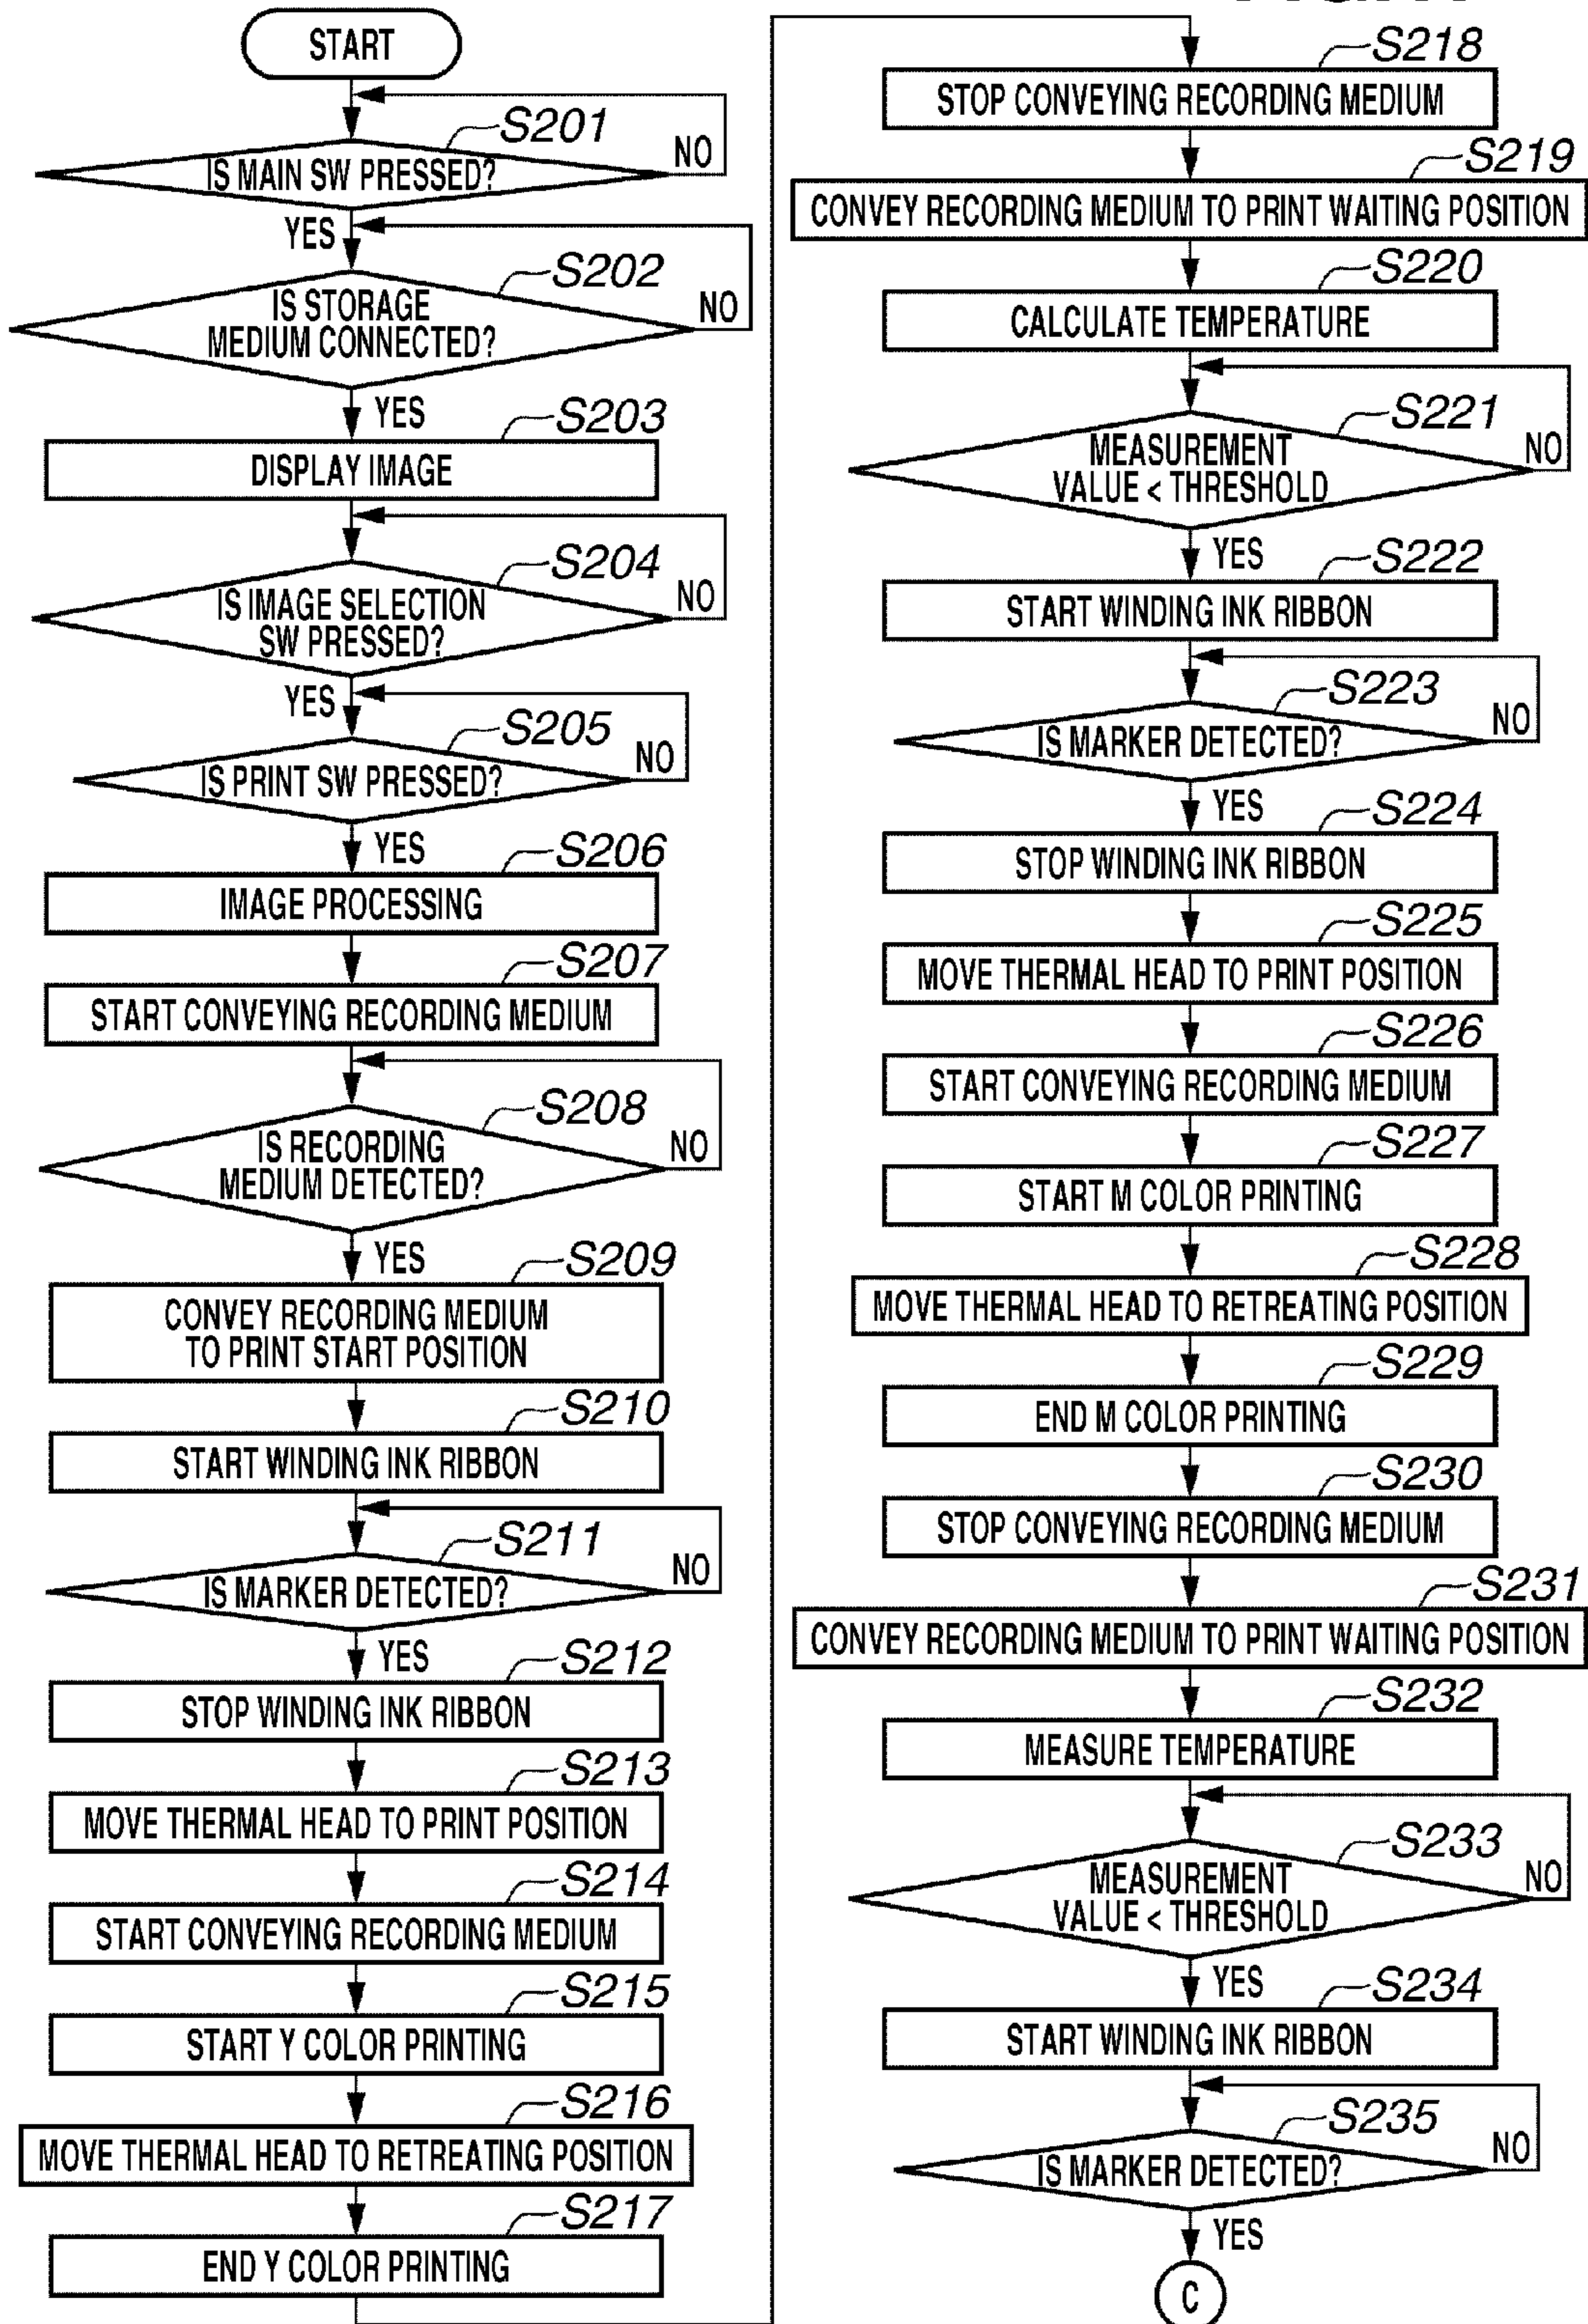 START
S201
IS MAIN SW PRESSED?
NO
YES
S202
IS STORAGE
MEDIUM CONNECTED?
NO
YES
S203
DISPLAY IMAGE
S204
IS IMAGE SELECTION
SW PRESSED?
NO
YES
S205
IS PRINT SW PRESSED?
NO
YES
S206
IMAGE PROCESSING
S207
START CONVEYING RECORDING MEDIUM
S208
IS RECORDING
MEDIUM DETECTED?
NO
YES
S209
CONVEY RECORDING MEDIUM
TO PRINT START POSITION
S210
START WINDING INK RIBBON
S211
IS MARKER DETECTED?
NO
YES
S212
STOP WINDING INK RIBBON
S213
MOVE THERMAL HEAD TO PRINT POSITION
S214
START CONVEYING RECORDING MEDIUM
S215
START Y COLOR PRINTING
S216
MOVE THERMAL HEAD TO RETREATING POSITION
S217
END Y COLOR PRINTING
S218
STOP CONVEYING RECORDING MEDIUM
S219
CONVEY RECORDING MEDIUM TO PRINT WAITING POSITION
S220
CALCULATE TEMPERATURE
S221
MEASUREMENT
VALUE < THRESHOLD
NO
YES
S222
START WINDING INK RIBBON
S223
IS MARKER DETECTED?
NO
YES
S224
STOP WINDING INK RIBBON
S225
MOVE THERMAL HEAD TO PRINT POSITION
S226
START CONVEYING RECORDING MEDIUM
S227
START M COLOR PRINTING
S228
MOVE THERMAL HEAD TO RETREATING POSITION
S229
END M COLOR PRINTING
S230
STOP CONVEYING RECORDING MEDIUM
S231
CONVEY RECORDING MEDIUM TO PRINT WAITING POSITION
S232
MEASURE TEMPERATURE
S233
MEASUREMENT
VALUE < THRESHOLD
NO
YES
S234
START WINDING INK RIBBON
S235
IS MARKER DETECTED?
NO
YES
C